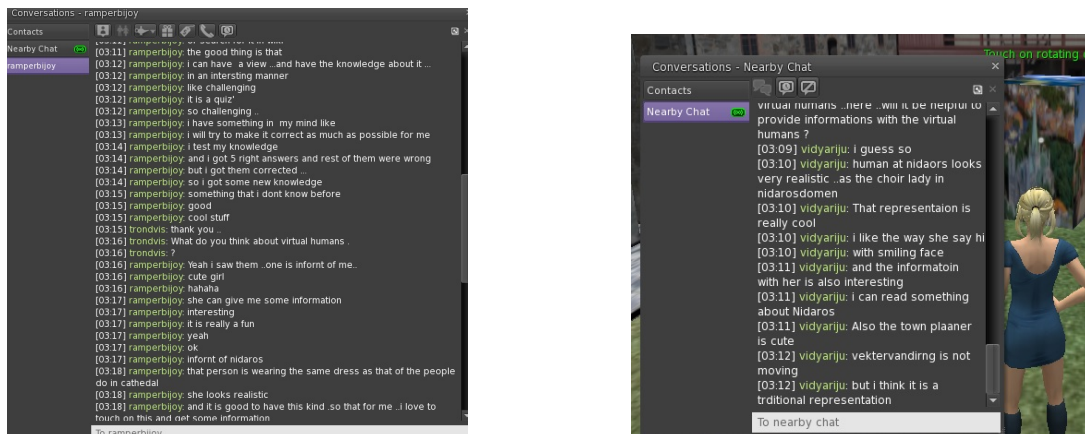 Conversations - ramperbijoy
Contacts
Nearby Chat
ramperbijoy
[03:11] ramperbijoy: or search for it in
[03:11] ramperbijoy: the good thing is that
[03:12] ramperbijoy: i can have a view ...and have the knowledge about it ...
[03:12] ramperbijoy: in an intersting manner
[03:12] ramperbijoy: like challenging
[03:12] ramperbijoy: it is a quiz'
[03:12] ramperbijoy: so challenging ..
[03:13] ramperbijoy: i have something in my mind like
[03:13] ramperbijoy: i will try to make it correct as much as possible for me
[03:14] ramperbijoy: i test my knowledge
[03:14] ramperbijoy: and i got 5 right answers and rest of them were wrong
[03:14] ramperbijoy: but i got them corrected ...
[03:14] ramperbijoy: so i got some new knowledge
[03:15] ramperbijoy: something that i dont know before
[03:15] ramperbijoy: good
[03:15] ramperbijoy: cool stuff
[03:15] trondvis: thank you ..
[03:16] trondvis: What do you think about virtual humans .
[03:16] trondvis: ?
[03:16] ramperbijoy: Yeah i saw them ..one is infornt of me..
[03:16] ramperbijoy: cute girl
[03:16] ramperbijoy: hahaha
[03:17] ramperbijoy: she can give me some information
[03:17] ramperbijoy: interesting
[03:17] ramperbijoy: it is really a fun
[03:17] ramperbijoy: yeah
[03:17] ramperbijoy: ok
[03:17] ramperbijoy: infornt of nidaros
[03:18] ramperbijoy: that person is wearing the same dress as that of the people
do in cathedal
[03:18] ramperbijoy: she looks realistic
[03:18] ramperbijoy: and it is good to have this kind .so that for me ..i love to
touch on this and get some information
To ramperbijoy
Touch on rotating
Conversations - Nearby Chat
Contacts
Nearby Chat
virtual humans ..here ..will it be helpful to
provide informations with the virtual
humans ?
[03:09] vidyariju: i guess so
[03:10] vidyariju: human at nidaors looks
very realistic ..as the choir lady in
nidarosdomen
[03:10] vidyariju: That representaion is
really cool
[03:10] vidyariju: i like the way she say hi
[03:10] vidyariju: with smiling face
[03:11] vidyariju: and the informatoin
with her is also interesting
[03:11] vidyariju: i can read something
about Nidaros
[03:11] vidyariju: Also the town plaaner
is cute
[03:12] vidyariju: vektervandirng is not
moving
[03:12] vidyariju: but i think it is a
trditional representation
To nearby chat